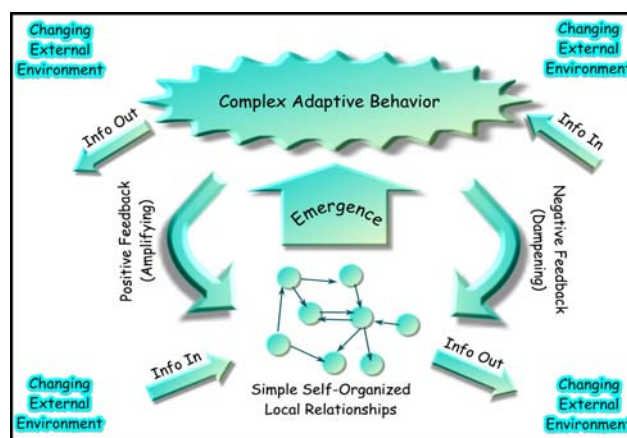 Changing
External
Environment
Changing
External
Environment
Complex Adaptive Behavior
Info Out
Info In
Emergence
Positive Feedback
(Amplifying)
Negative Feedback
(Dampening)
Info In
Info Out
Simple Self-Organized
Local Relationships
Changing
External
Environment
Changing
External
Environment